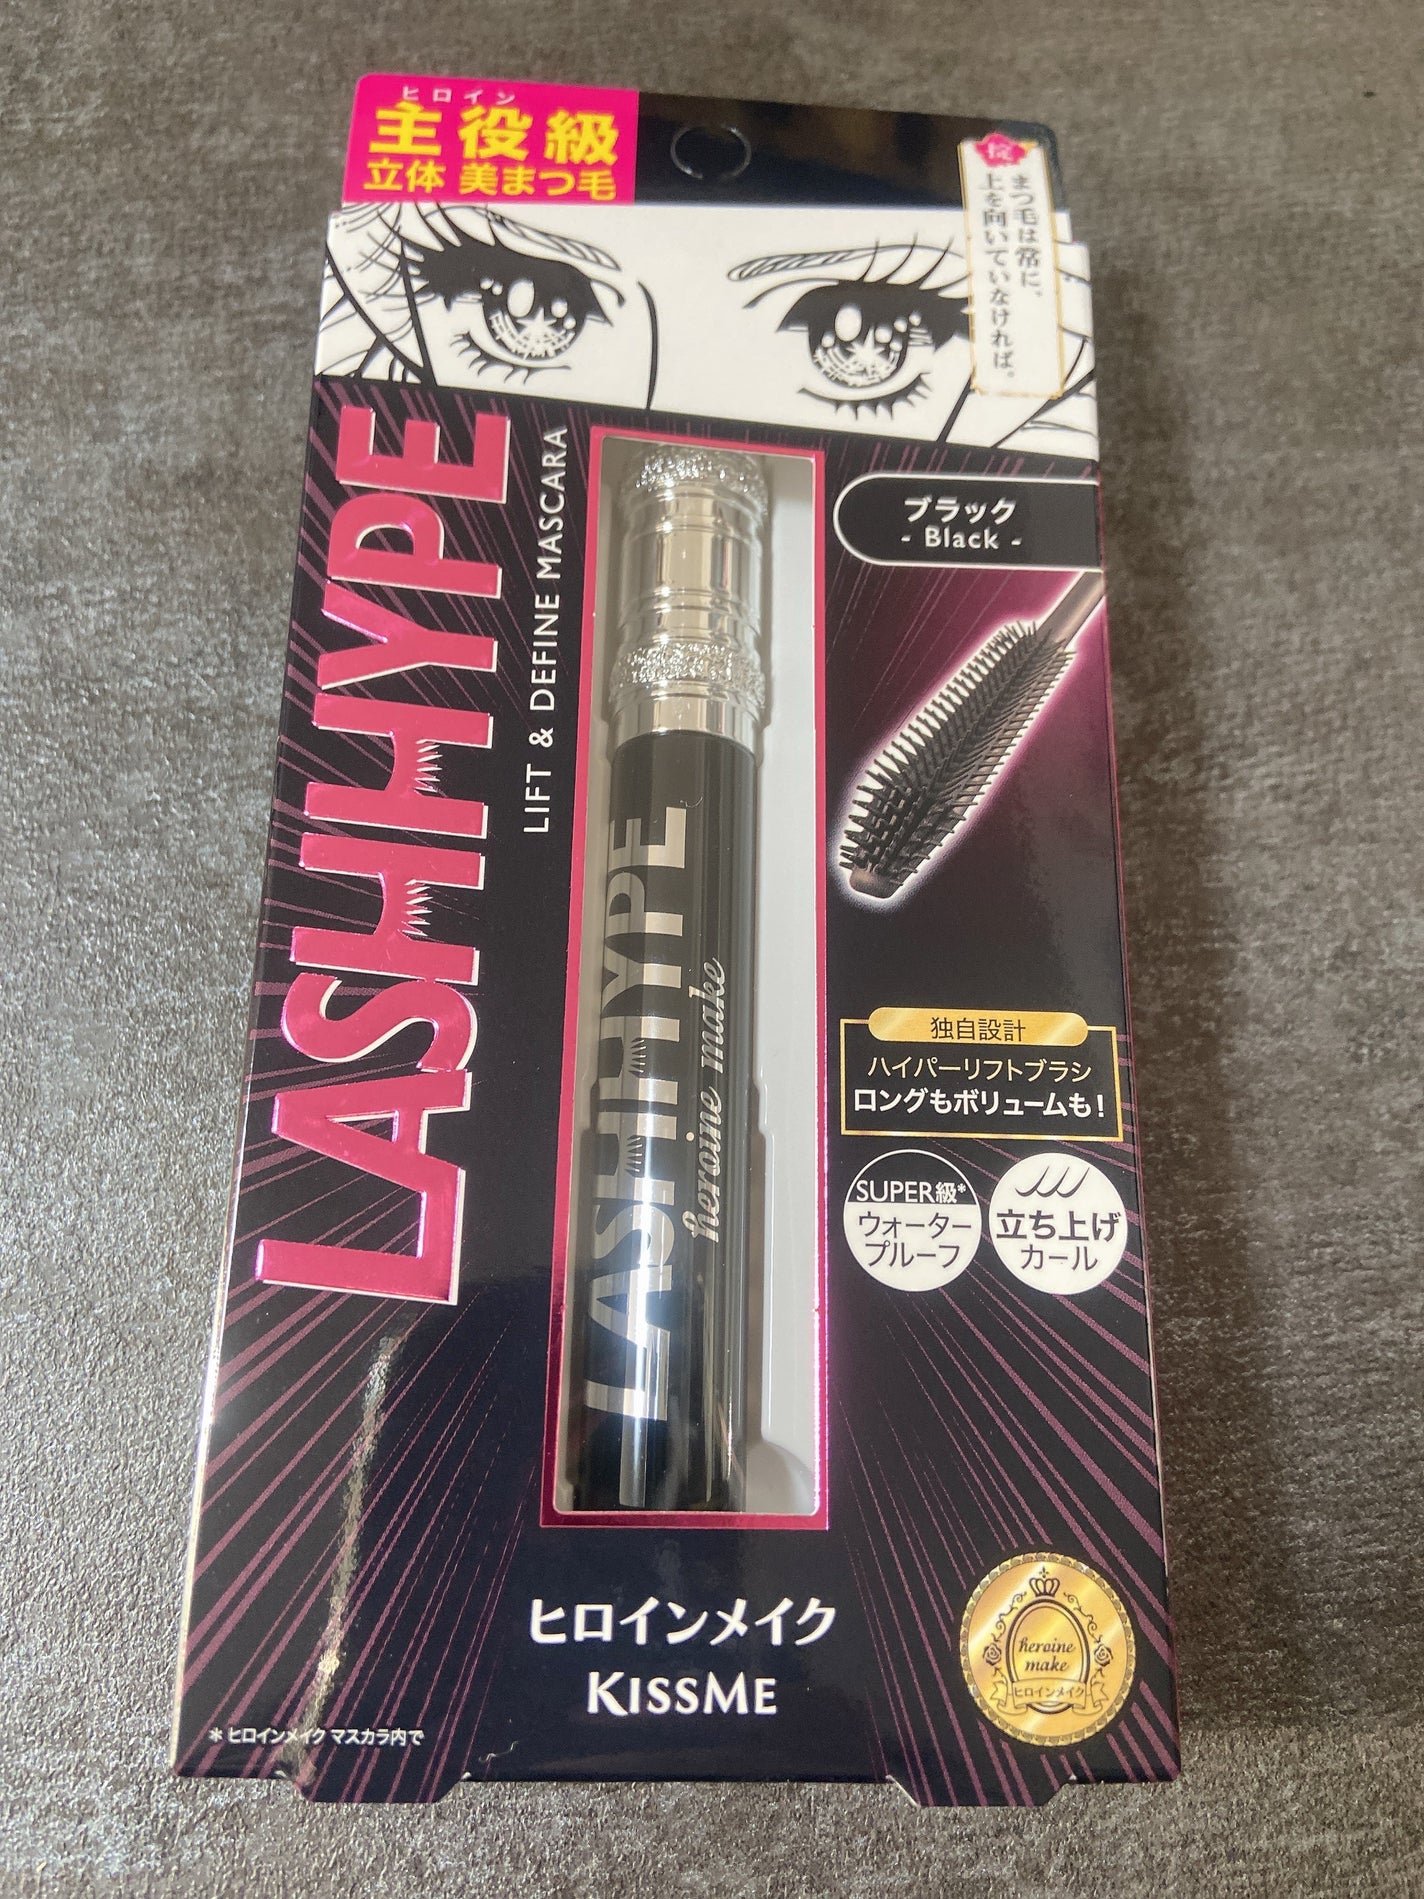 ヒロイン
主役級
立体 美まつ毛
掟
まつ毛は常に、
上を向いていなければ。
LASHHYPE
LIFT & DEFINE MASCARA
ブラック
- Black -
LASHHYPE
heroine make
独自設計
ハイパーリフトブラシ
ロングもボリュームも!
SUPER級*
ウォーター
プルーフ
立ち上げ
カール
ヒロインメイク
KISSME
heroine
make
ヒロインメイク
* ヒロインメイク マスカラ内で